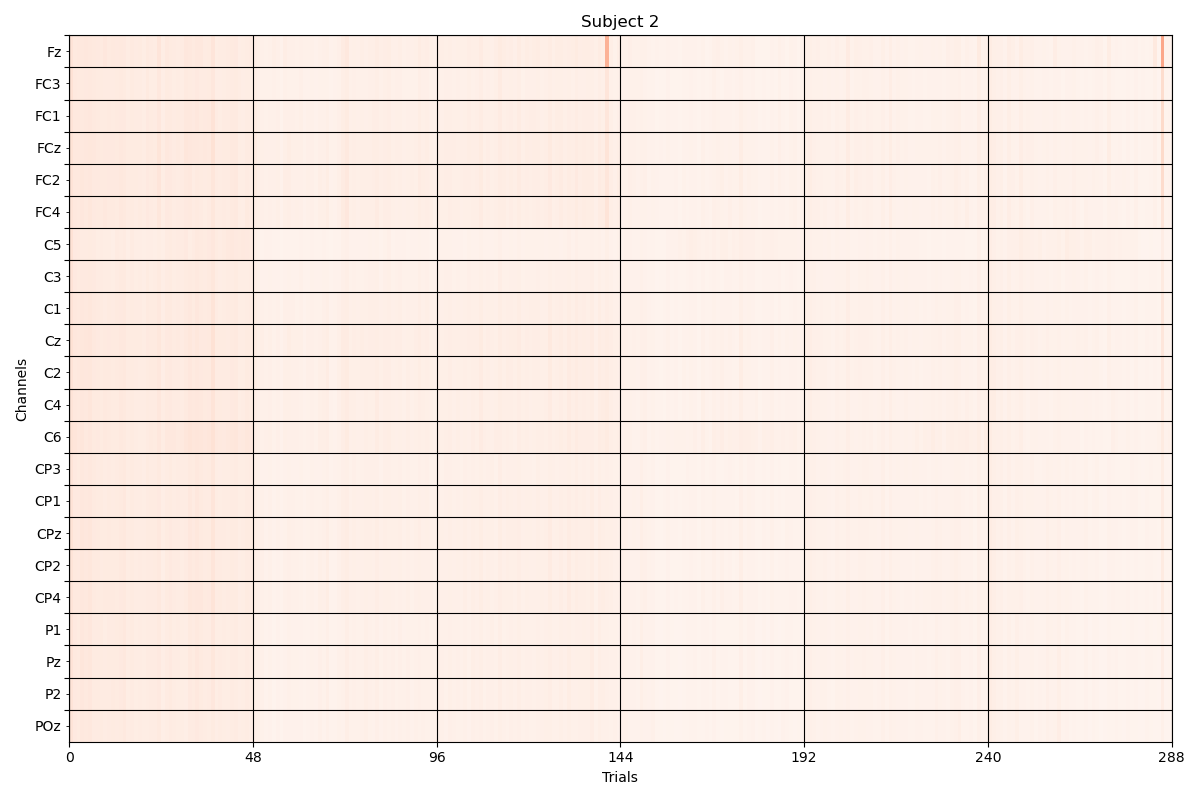 Subject 2
Fz
FC3
FC1
FCz
FC2
FC4
C5
C3
C1
Cz
C2
C4
C6
CP3
CP1
CPz
CP2
CP4
P1
Pz
P2
POz
Channels
0 48 96 144 192 240 288
Trials